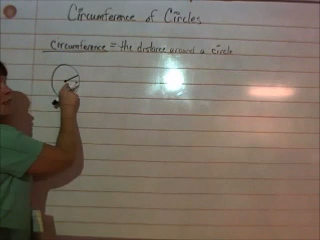 Circumference of Circles
circumference = the distance around a circle